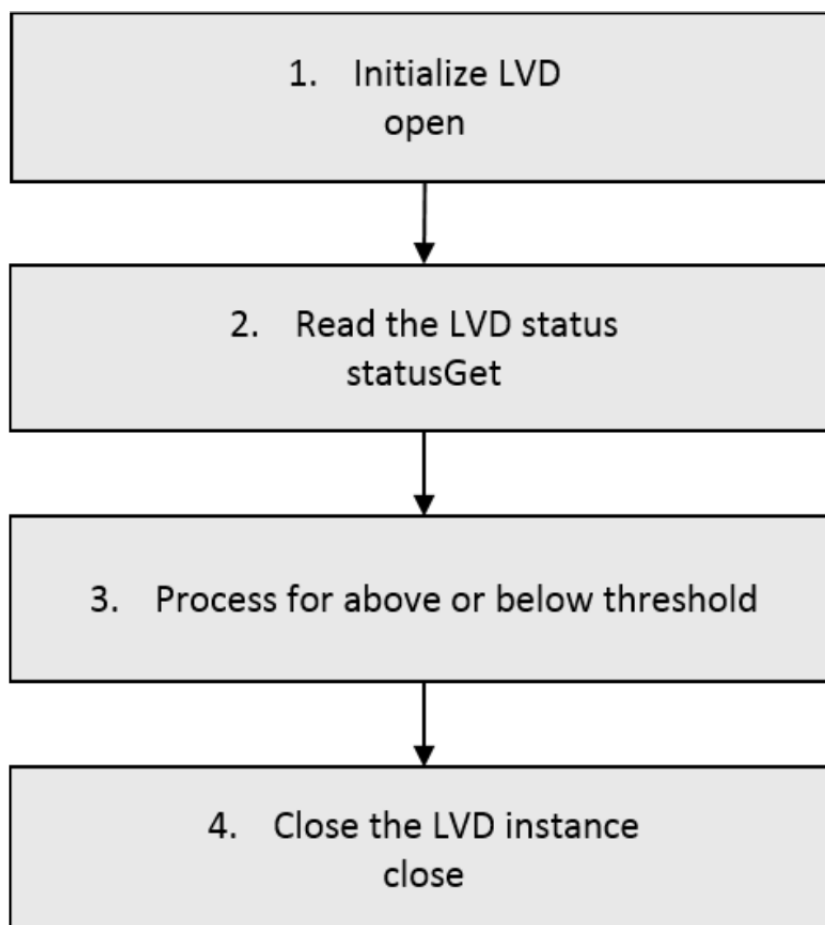 1. Initialize LVD
open
2. Read the LVD status
statusGet
3. Process for above or below threshold
4. Close the LVD instance
close